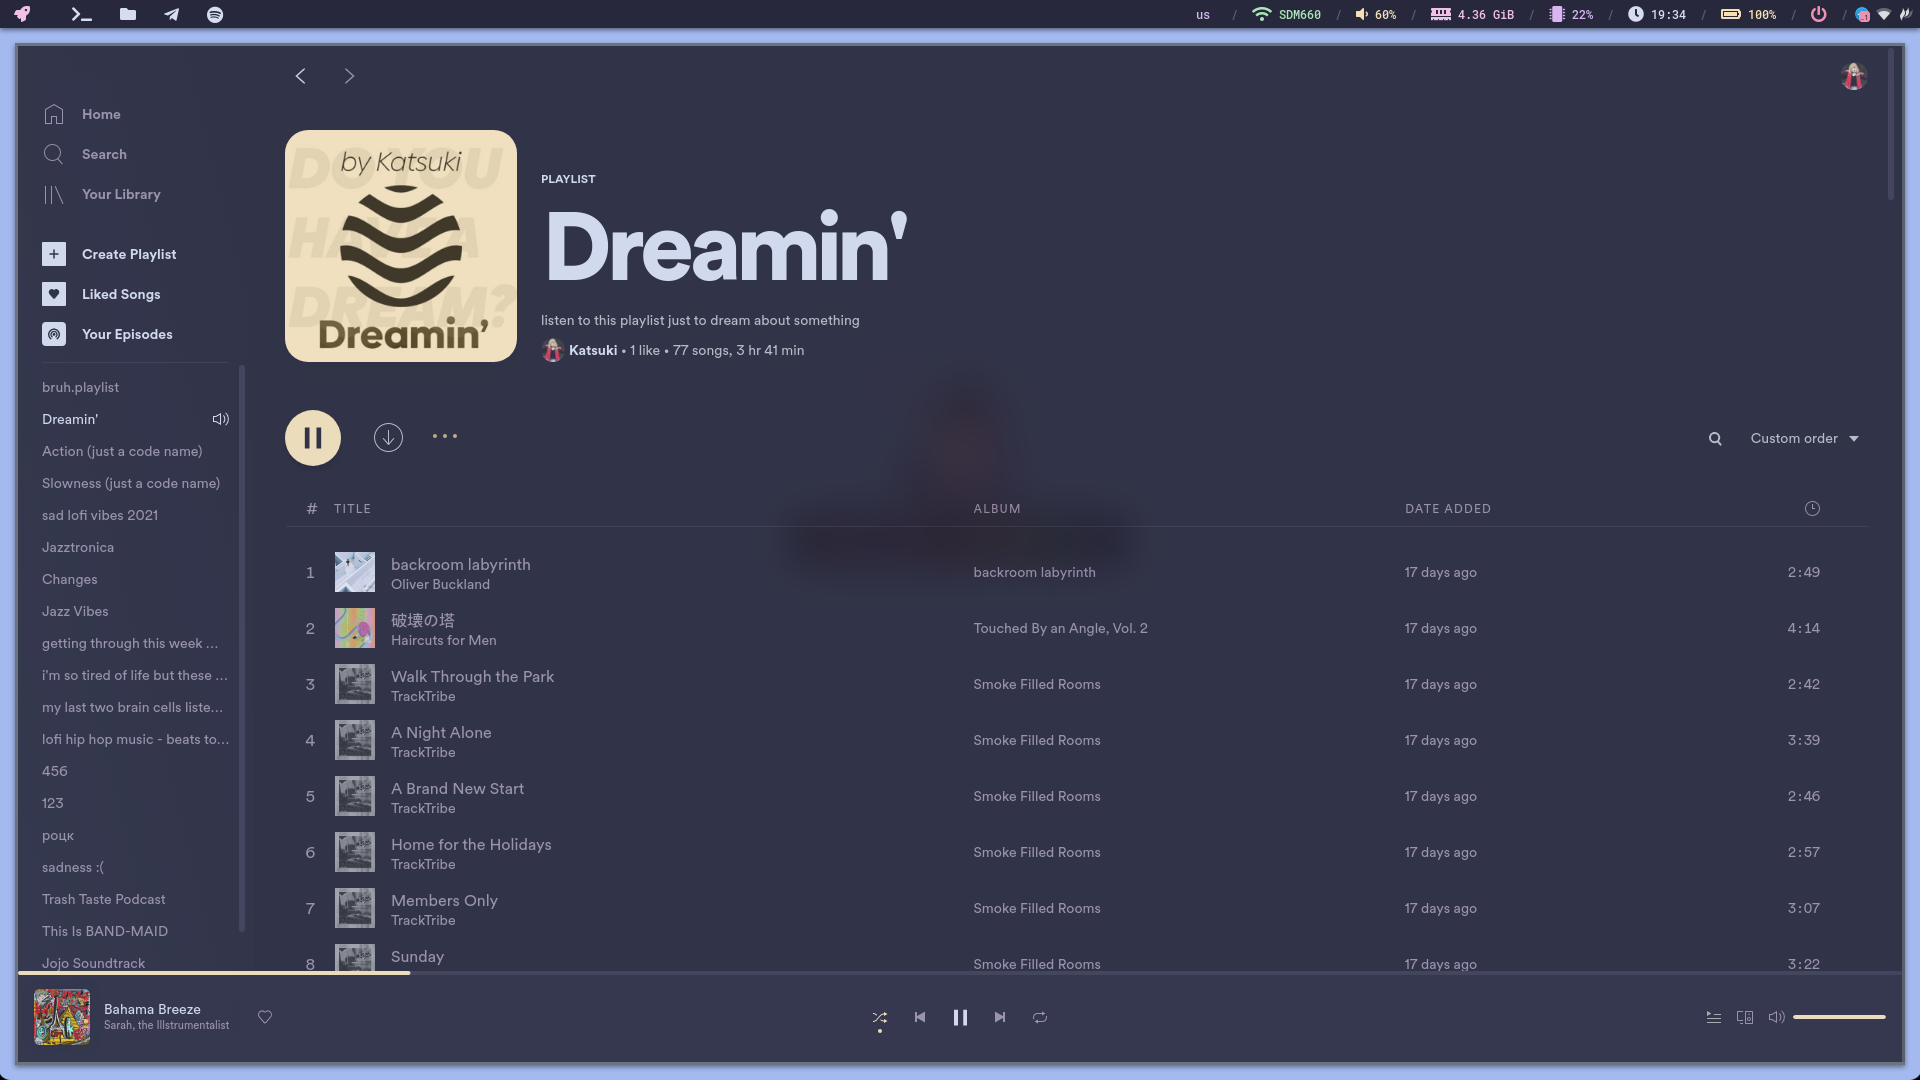 us / SDM660 / 60% / 4.36 GiB / 22% / 19:34 / 100% /
Home
Search
Your Library
Create Playlist
Liked Songs
Your Episodes
bruh.playlist
Dreamin'
Action (just a code name)
Slowness (just a code name)
sad lofi vibes 2021
Jazztronica
Changes
Jazz Vibes
getting through this week ...
i'm so tired of life but these ...
my last two brain cells liste...
lofi hip hop music - beats to...
456
123
роцк
sadness :(
Trash Taste Podcast
This Is BAND-MAID
Jojo Soundtrack
DO YOU
HAVE A
DREAM?
by Katsuki
Dreamin'
PLAYLIST
Dreamin'
listen to this playlist just to dream about something
Katsuki • 1 like • 77 songs, 3 hr 41 min
Custom order
# TITLE ALBUM DATE ADDED
1 backroom labyrinth backroom labyrinth 17 days ago 2:49
Oliver Buckland
2 破壊の塔 Touched By an Angle, Vol. 2 17 days ago 4:14
Haircuts for Men
3 Walk Through the Park Smoke Filled Rooms 17 days ago 2:42
TrackTribe
4 A Night Alone Smoke Filled Rooms 17 days ago 3:39
TrackTribe
5 A Brand New Start Smoke Filled Rooms 17 days ago 2:46
TrackTribe
6 Home for the Holidays Smoke Filled Rooms 17 days ago 2:57
TrackTribe
7 Members Only Smoke Filled Rooms 17 days ago 3:07
TrackTribe
8 Sunday Smoke Filled Rooms 17 days ago 3:22
Bahama Breeze
Sarah, the Illstrumentalist